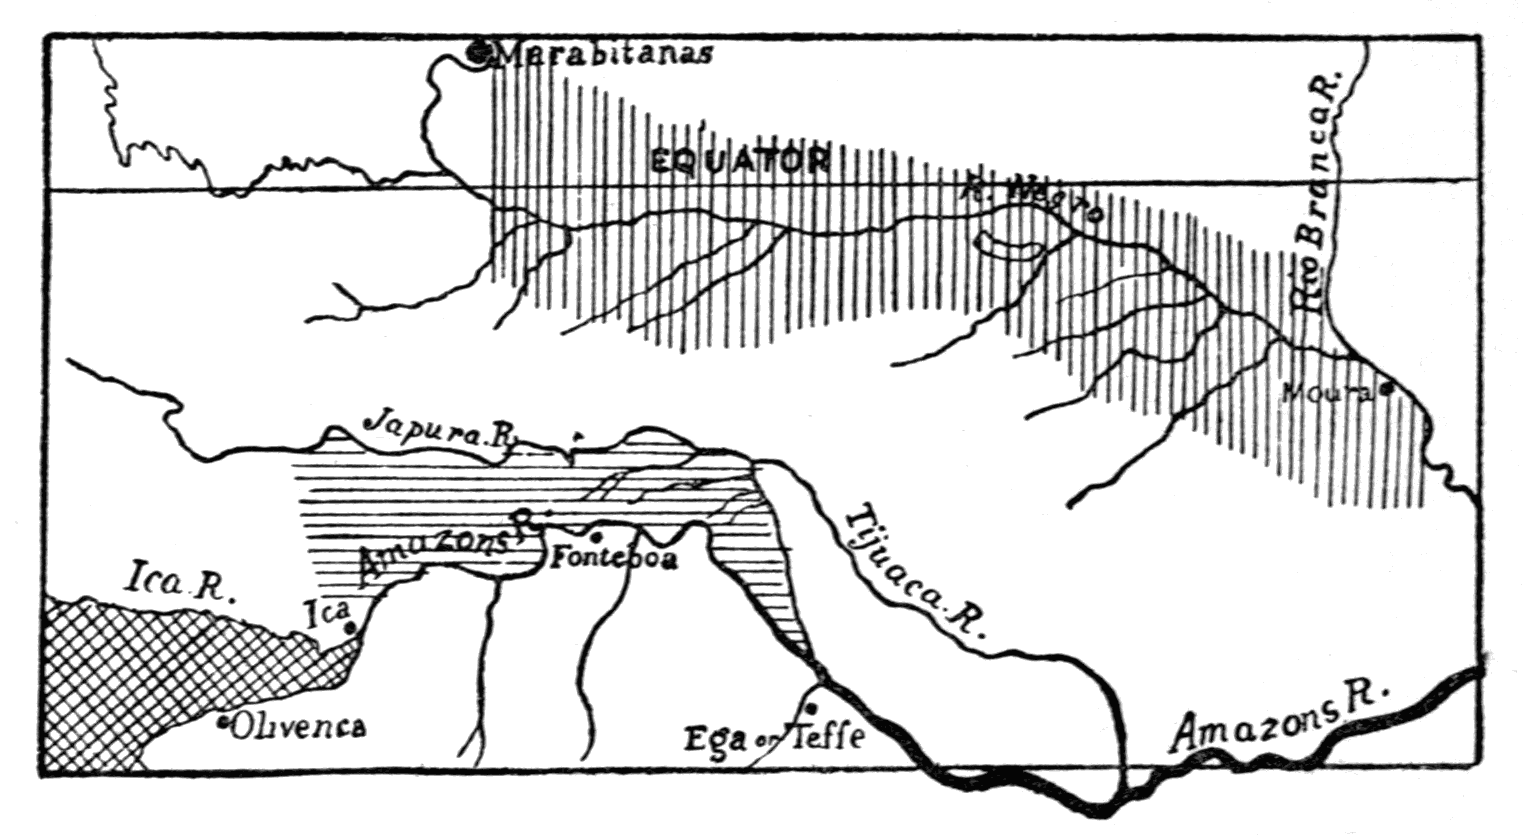 Marabitanas
EQUATOR
R. Negro
Rio Branca R.
Moura
Japura R.
Amazons R.
Fonteboa
Tijuaca R.
Ica R.
Ica
Olivenca
Ega or Teffe
Amazons R.